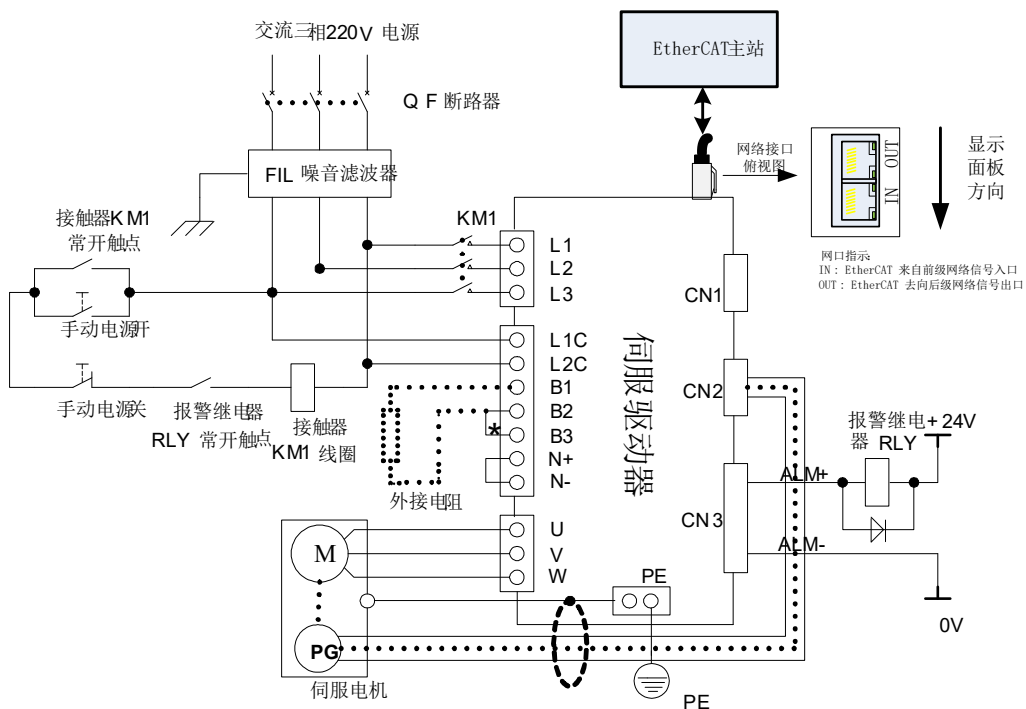 交流三相220V 电源
QF 断路器
FIL 噪音滤波器
接触器KM1
常开触点
手动电源开
手动电源关
报警继电器
RLY 常开触点
接触器
KM1 线圈
KM1
L1
L2
L3
L1C
L2C
B1
B2
*
B3
N+
N-
外接电阻
U
V
W
M
PG
伺服电机
伺服驱动器
EtherCAT主站
网络接口
俯视图
OUT
IN
显示
面板
方向
网口指示:
IN: EtherCAT 来自前级网络信号入口
OUT: EtherCAT 去向后级网络信号出口
CN1
CN2
CN3
报警继电
器 RLY
+24V
ALM+
ALM-
0V
PE
PE